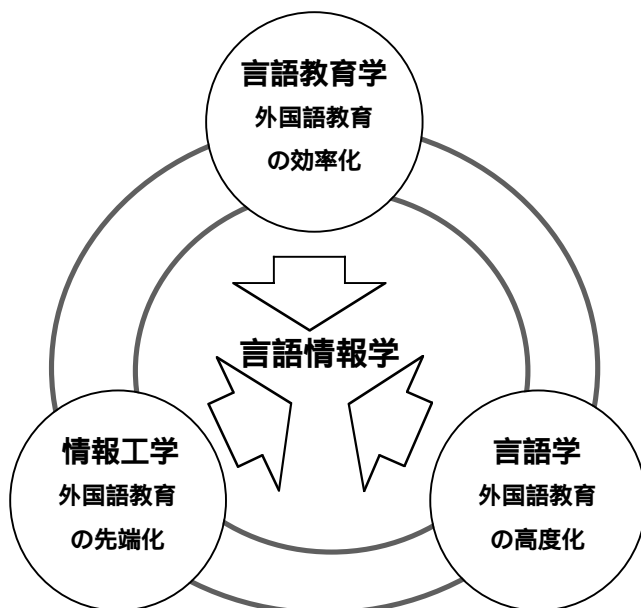 言語教育学
外国語教育
の効率化
言語情報学
情報工学
外国語教育
の先端化
言語学
外国語教育
の高度化